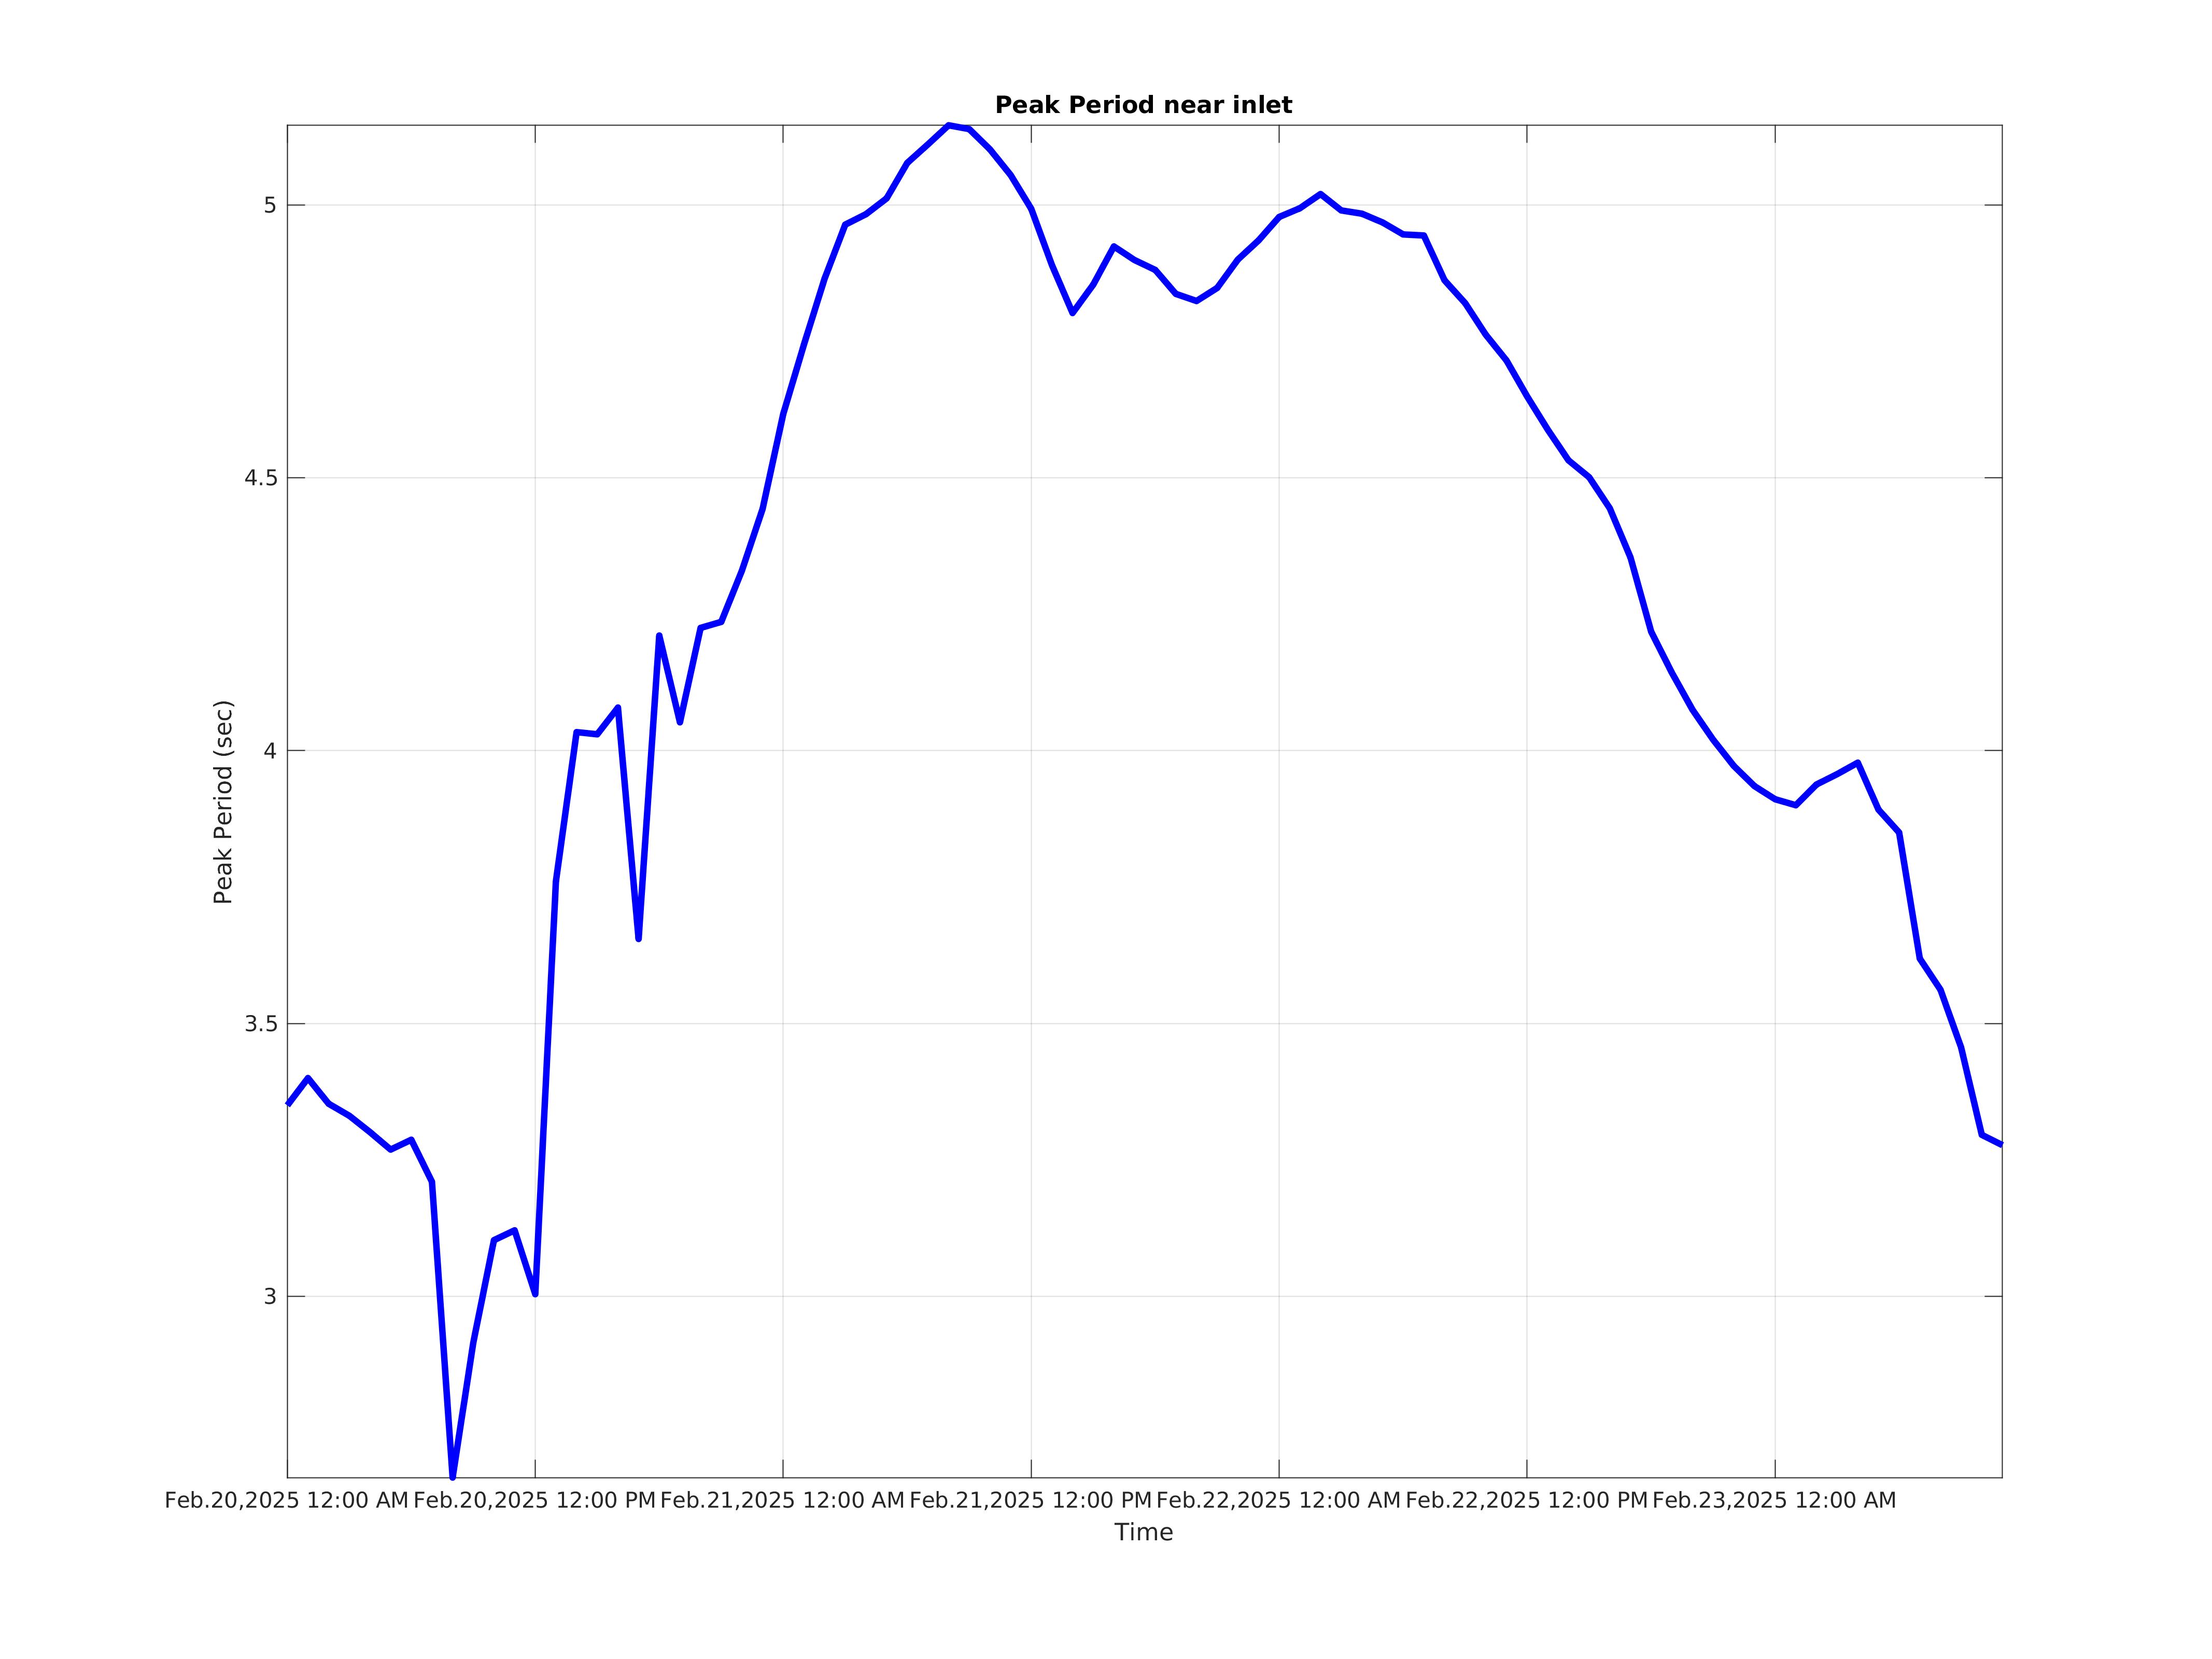 Peak Period near inlet
Peak Period (sec)
5
4.5
4
3.5
3
Feb.20,2025 12:00 AM Feb.20,2025 12:00 PM Feb.21,2025 12:00 AM Feb.21,2025 12:00 PM Feb.22,2025 12:00 AM Feb.22,2025 12:00 PM Feb.23,2025 12:00 AM
Time